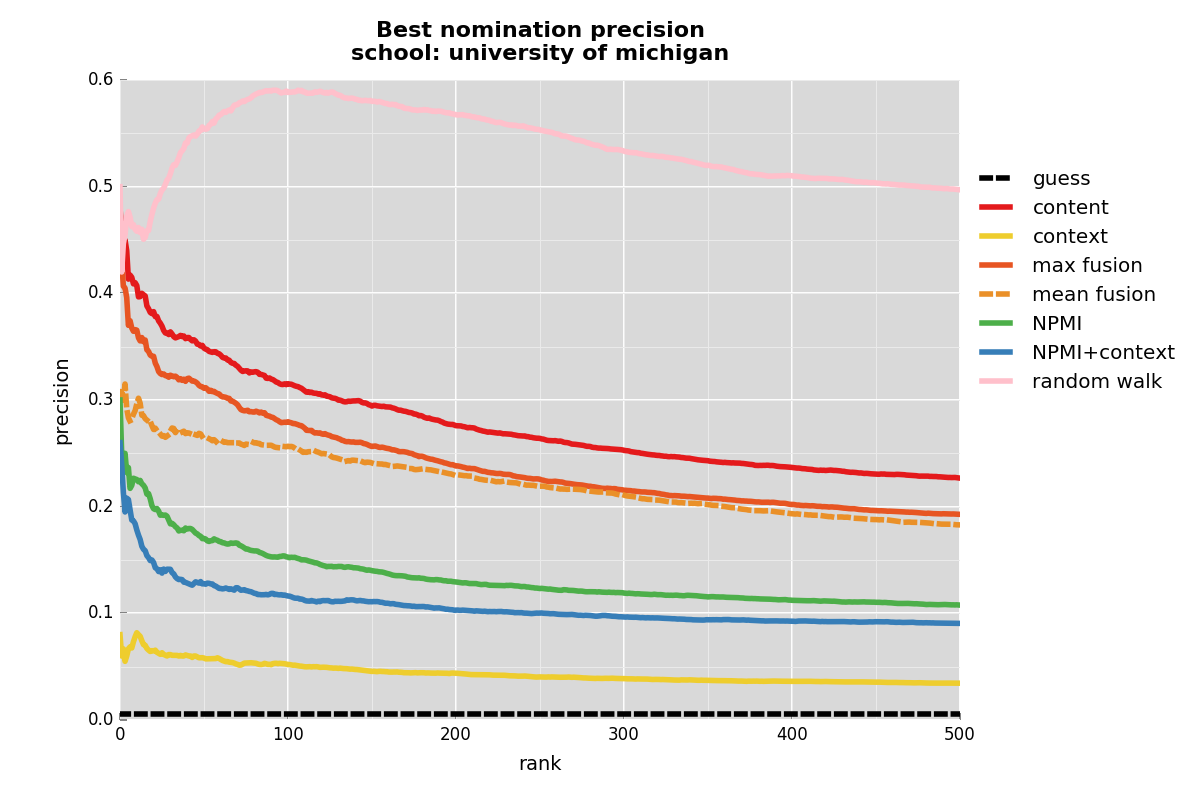 Best nomination precision
school: university of michigan
precision
0.6
0.5
0.4
0.3
0.2
0.1
0.0
0 100 200 300 400 500
rank
guess
content
context
max fusion
mean fusion
NPMI
NPMI+context
random walk